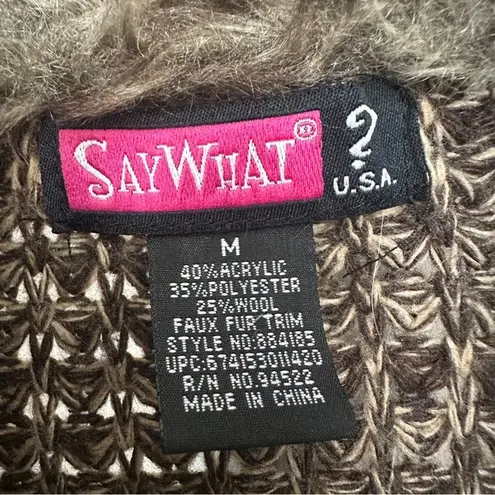 SAYWHAT®?
U.S.A.
M
40%ACRYLIC
35%POLYESTER
25%WOOL
FAUX FUR TRIM
STYLE NO:884185
UPC:674153011420
R/N NO.94522
MADE IN CHINA